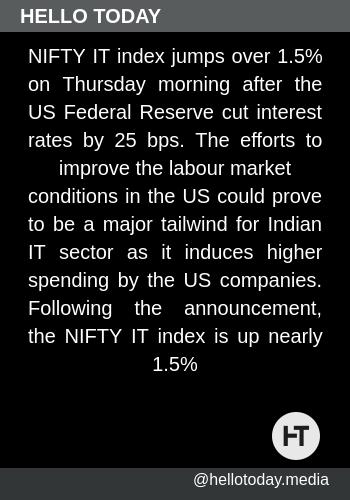 HELLO TODAY
NIFTY IT index jumps over 1.5%
on Thursday morning after the
US Federal Reserve cut interest
rates by 25 bps. The efforts to
improve the labour market
conditions in the US could prove
to be a major tailwind for Indian
IT sector as it induces higher
spending by the US companies.
Following the announcement,
the NIFTY IT index is up nearly
1.5%
HT
@hellotoday.media